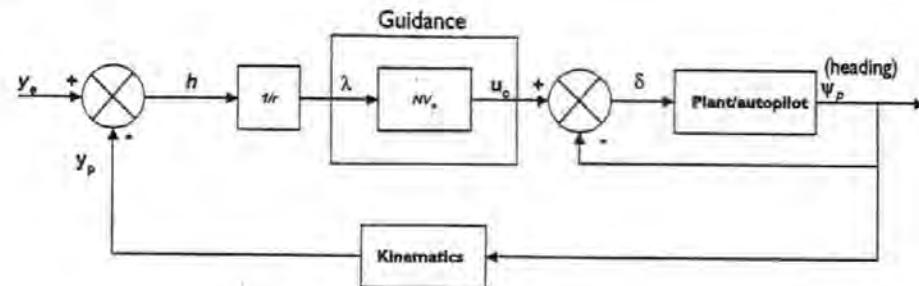 Guidance
y_e + h 1/r λ NV_c u_c + δ Plant/autopilot (heading)
ψ_p
-
y_p
-
Kinematics